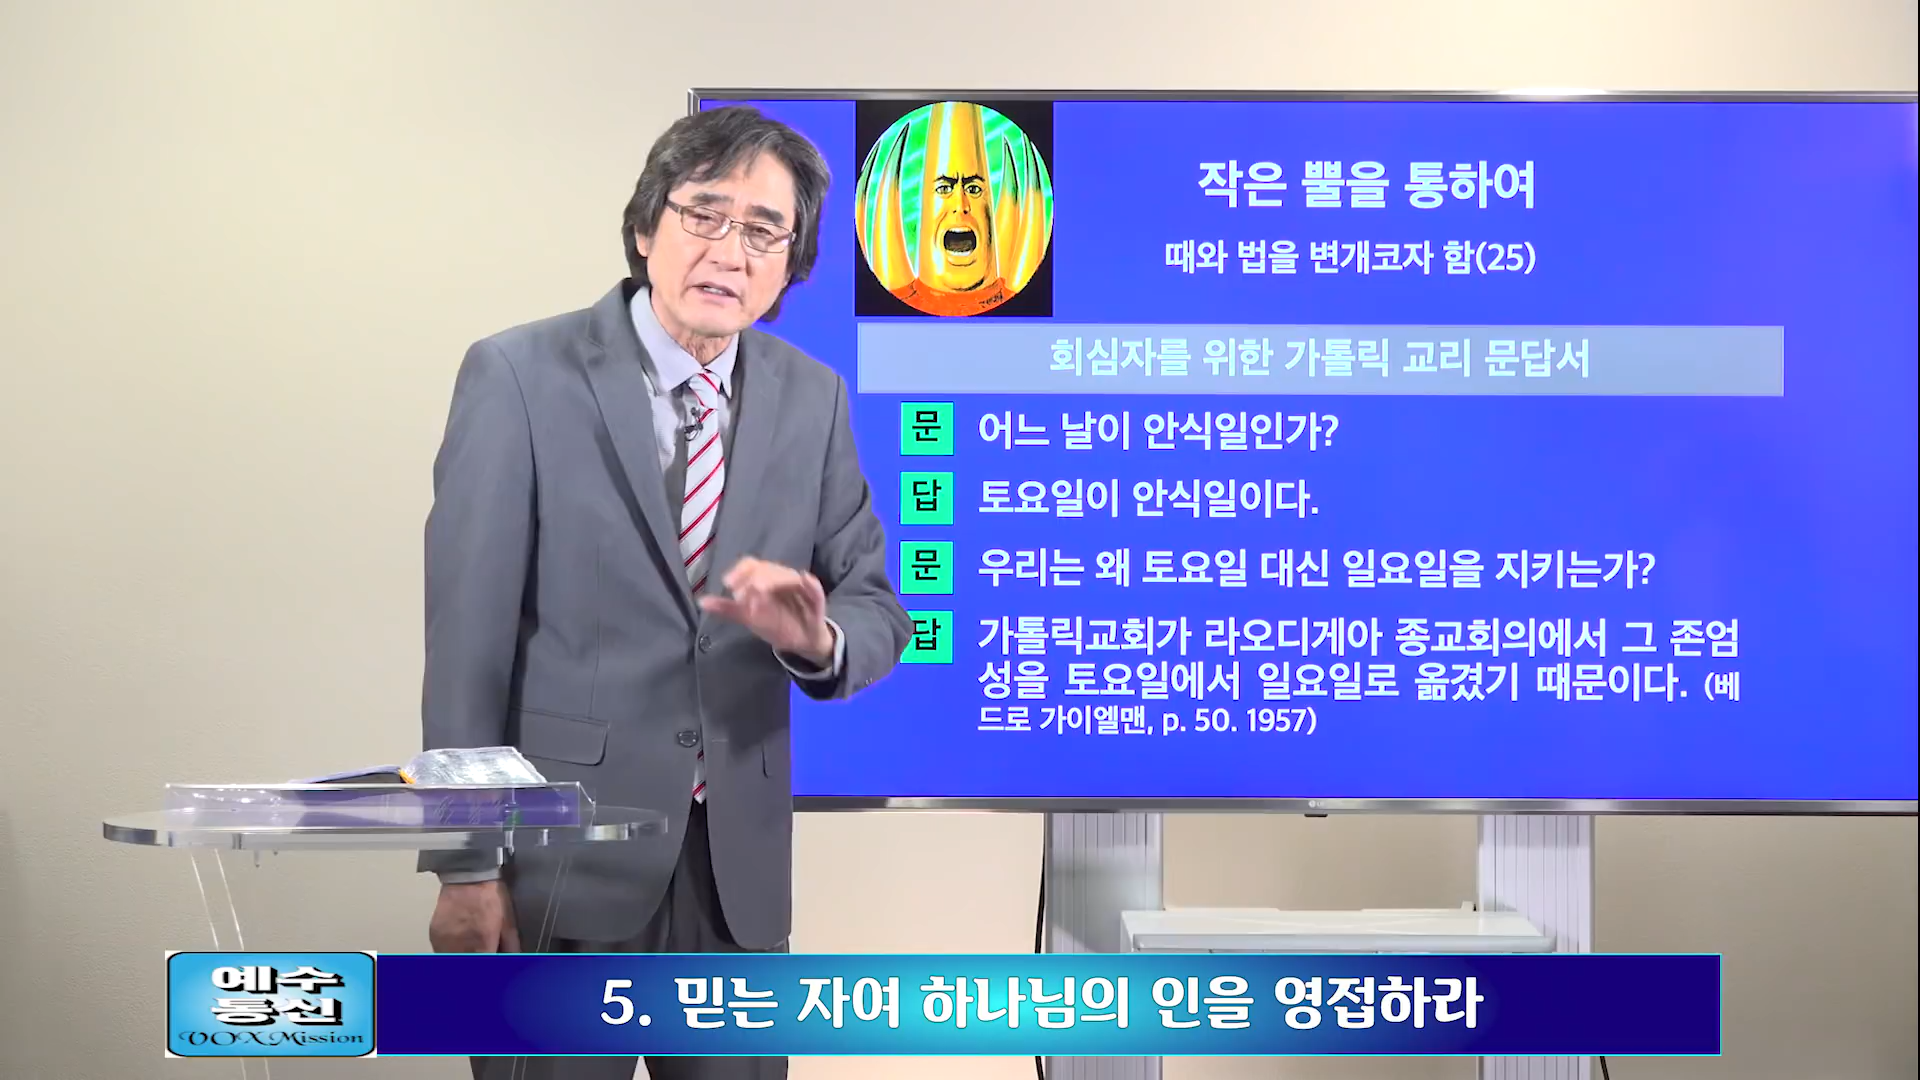 작은 뿔을 통하여
때와 법을 변개코자 함(25)
회심자를 위한 가톨릭 교리 문답서
문 어느 날이 안식일인가?
답 토요일이 안식일이다.
문 우리는 왜 토요일 대신 일요일을 지키는가?
답 가톨릭교회가 라오디게아 종교회의에서 그 존엄
성을 토요일에서 일요일로 옮겼기 때문이다. (베
드로 가이엘맨, p. 50. 1957)
LG
예수
통신
VOX Mission
5. 믿는 자여 하나님의 인을 영접하라